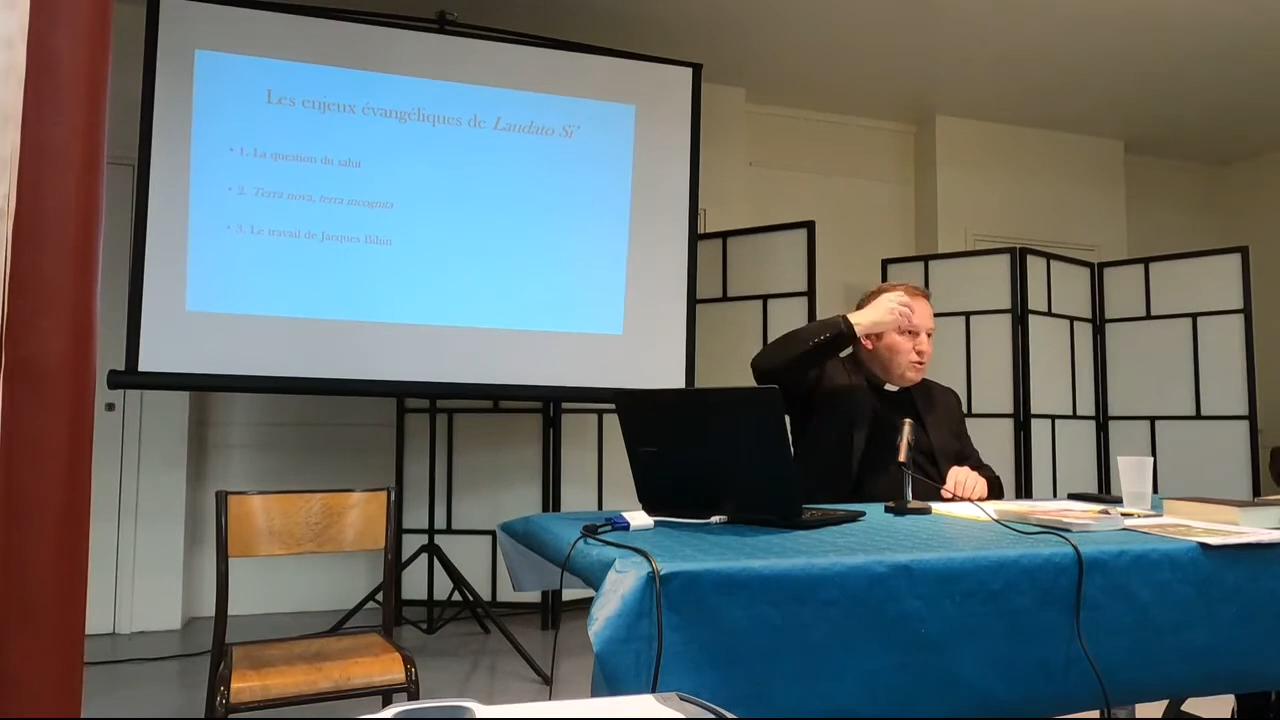 Les enjeux évangéliques de Laudato Si'
• 1. La question du salut
• 2. Terra nova, terra incognita
• 3. Le travail de Jacques Bihin